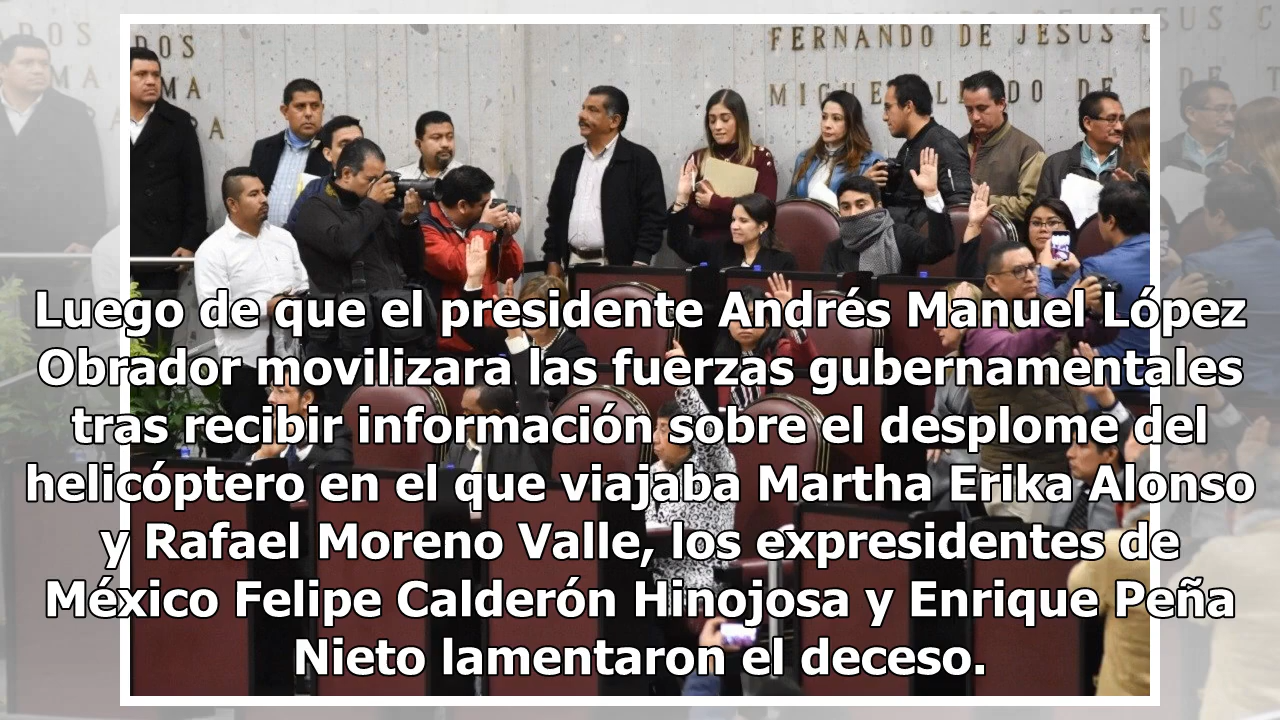 DOS
MA
FERNANDO DE JESUS
Luego de que el presidente Andrés Manuel López
Obrador movilizara las fuerzas gubernamentales
tras recibir información sobre el desplome del
helicóptero en el que viajaba Martha Erika Alonso
y Rafael Moreno Valle, los expresidentes de
México Felipe Calderón Hinojosa y Enrique Peña
Nieto lamentaron el deceso.